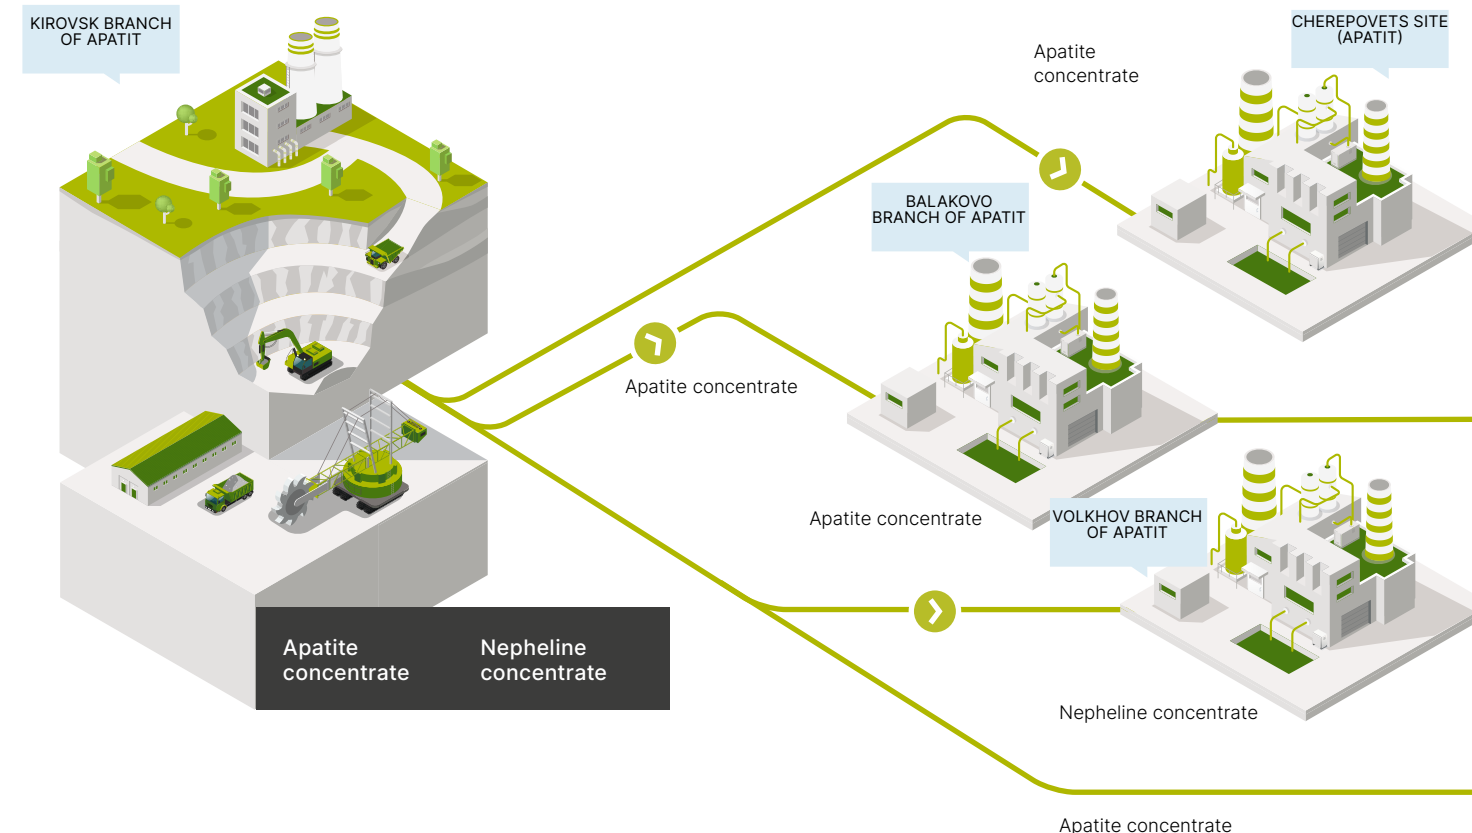 KIROVSK BRANCH
OF APATIT
CHEREPOVETS SITE
(APATIT)
Apatite
concentrate
BALAKOVO
BRANCH OF APATIT
Apatite concentrate
Apatite concentrate
VOLKHOV BRANCH
OF APATIT
Apatite
concentrate
Nepheline
concentrate
Nepheline concentrate
Apatite concentrate